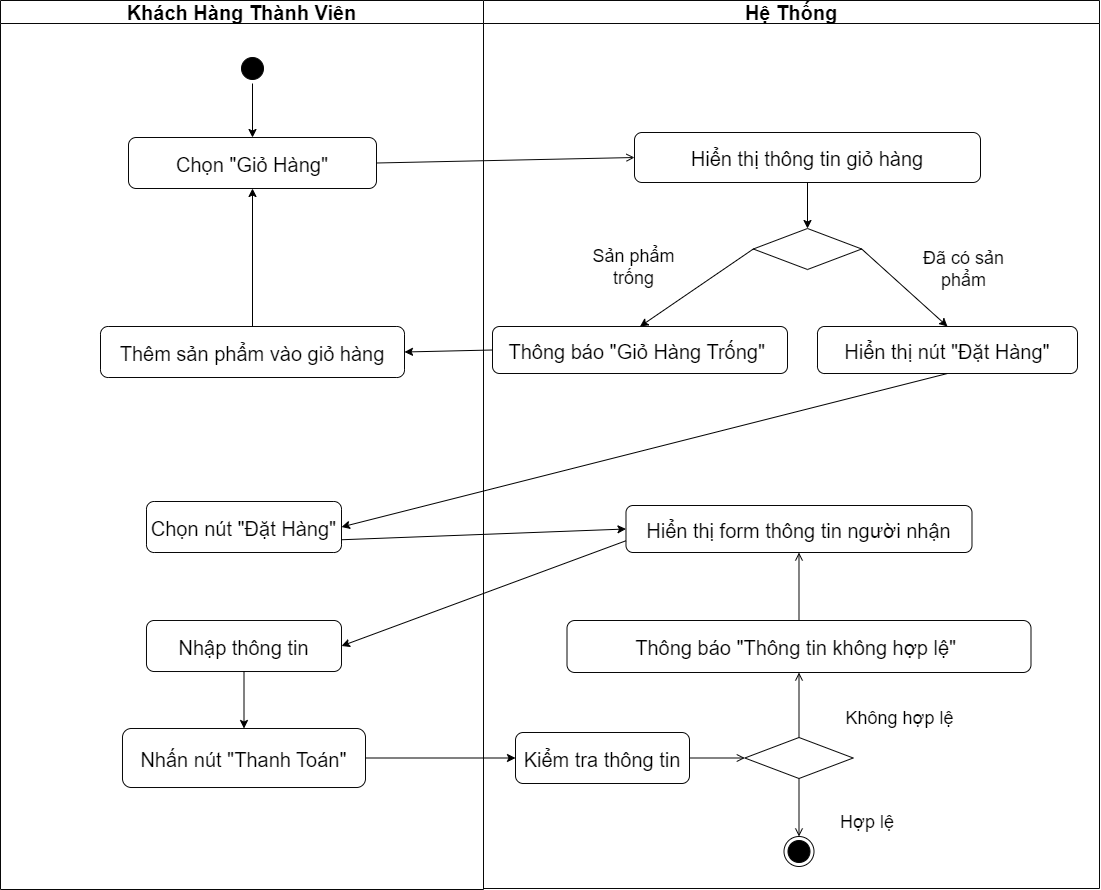 Khách Hàng Thành Viên
Hệ Thống
Chọn "Giỏ Hàng"
Hiển thị thông tin giỏ hàng
Sản phẩm
trống
Đã có sản
phẩm
Thêm sản phẩm vào giỏ hàng
Thông báo "Giỏ Hàng Trống"
Hiển thị nút "Đặt Hàng"
Chọn nút "Đặt Hàng"
Hiển thị form thông tin người nhận
Nhập thông tin
Thông báo "Thông tin không hợp lệ"
Không hợp lệ
Nhấn nút "Thanh Toán"
Kiểm tra thông tin
Hợp lệ